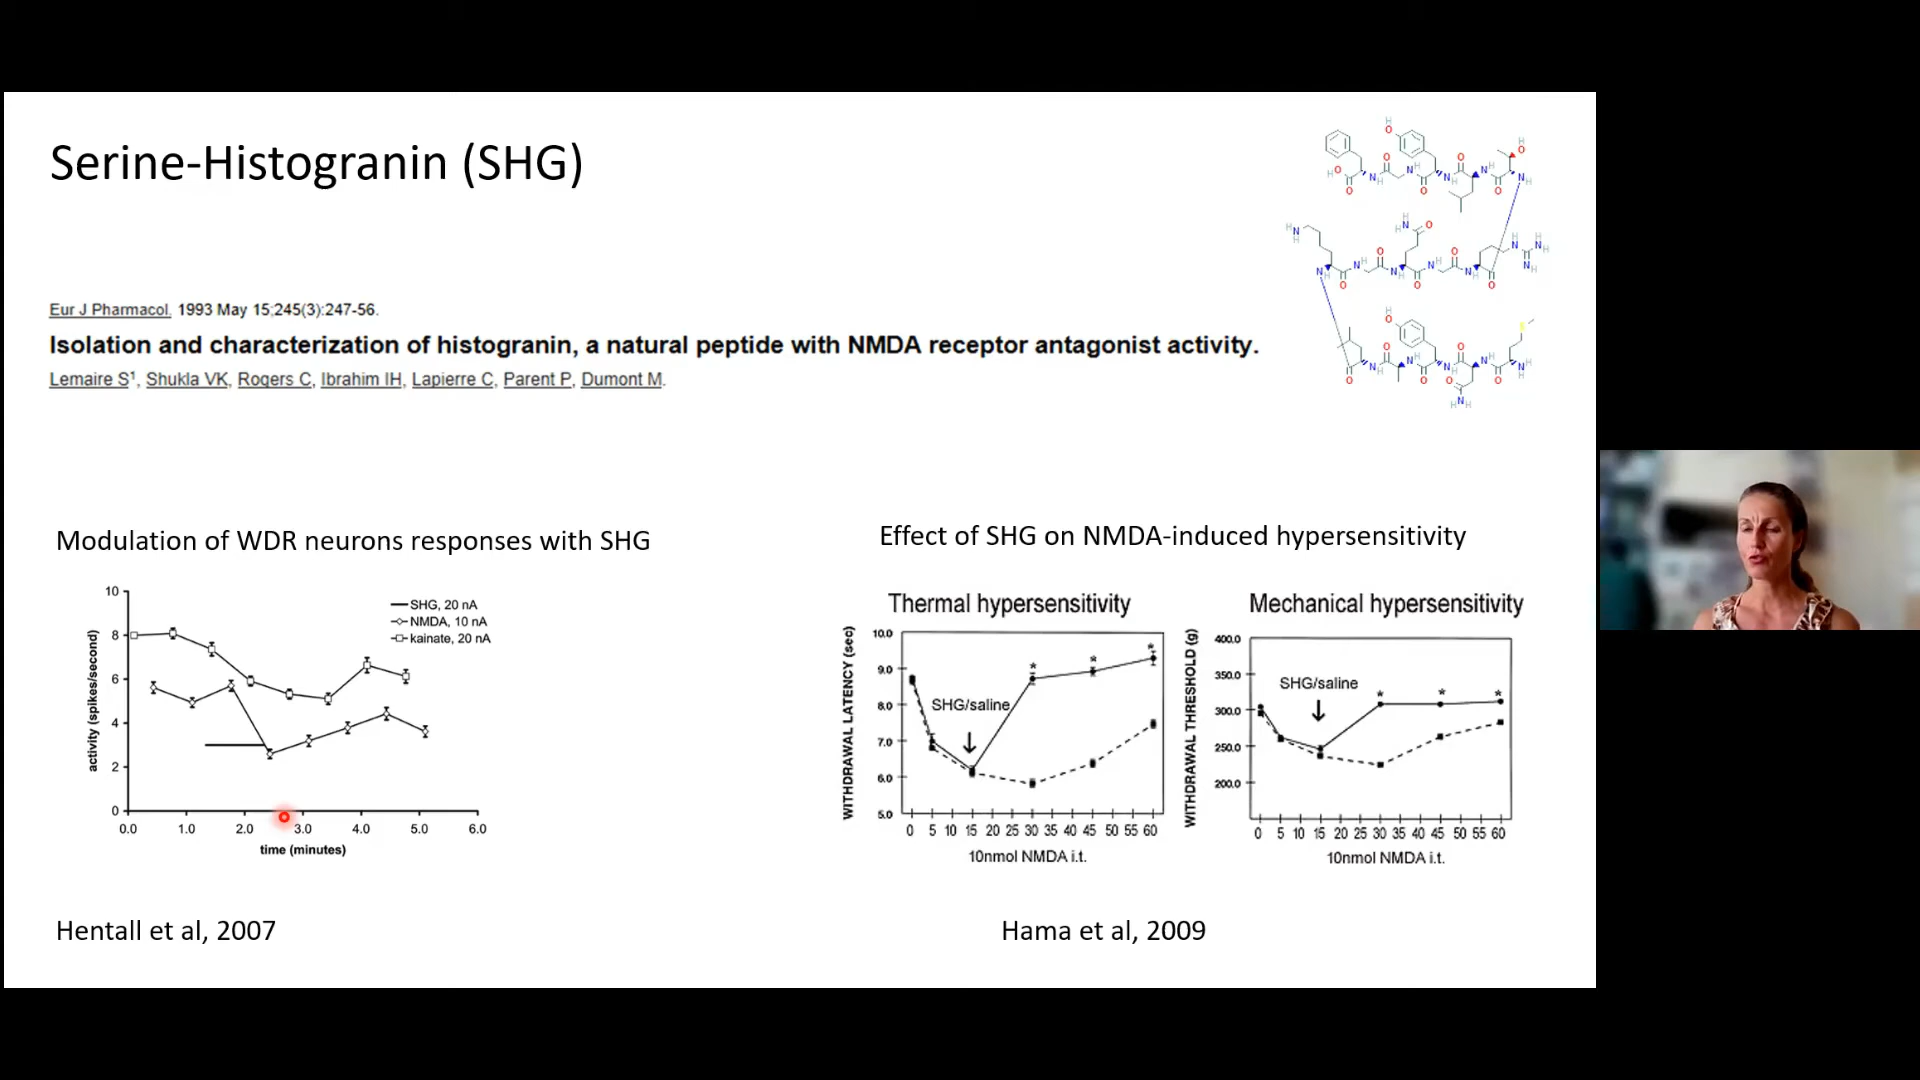 Serine-Histogranin (SHG)
Eur J Pharmacol. 1993 May 15;245(3):247-56.
Isolation and characterization of histogranin, a natural peptide with NMDA receptor antagonist activity.
Lemaire S1, Shukla VK, Rogers C, Ibrahim IH, Lapierre C, Parent P, Dumont M.
Modulation of WDR neurons responses with SHG
10
8
6
4
2
0
activity (spikes/second)
SHG, 20 nA
NMDA, 10 nA
kainate, 20 nA
0.0 1.0 2.0 3.0 4.0 5.0 6.0
time (minutes)
Hentall et al, 2007
Effect of SHG on NMDA-induced hypersensitivity
Thermal hypersensitivity
WITHDRAWAL LATENCY (sec)
10.0
9.0
8.0
7.0
6.0
5.0
SHG/saline
* * *
0 5 10 15 20 25 30 35 40 45 50 55 60
10nmol NMDA i.t.
Mechanical hypersensitivity
WITHDRAWAL THRESHOLD (g)
400.0
350.0
300.0
250.0
200.0
SHG/saline
* * *
0 5 10 15 20 25 30 35 40 45 50 55 60
10nmol NMDA i.t.
Hama et al, 2009